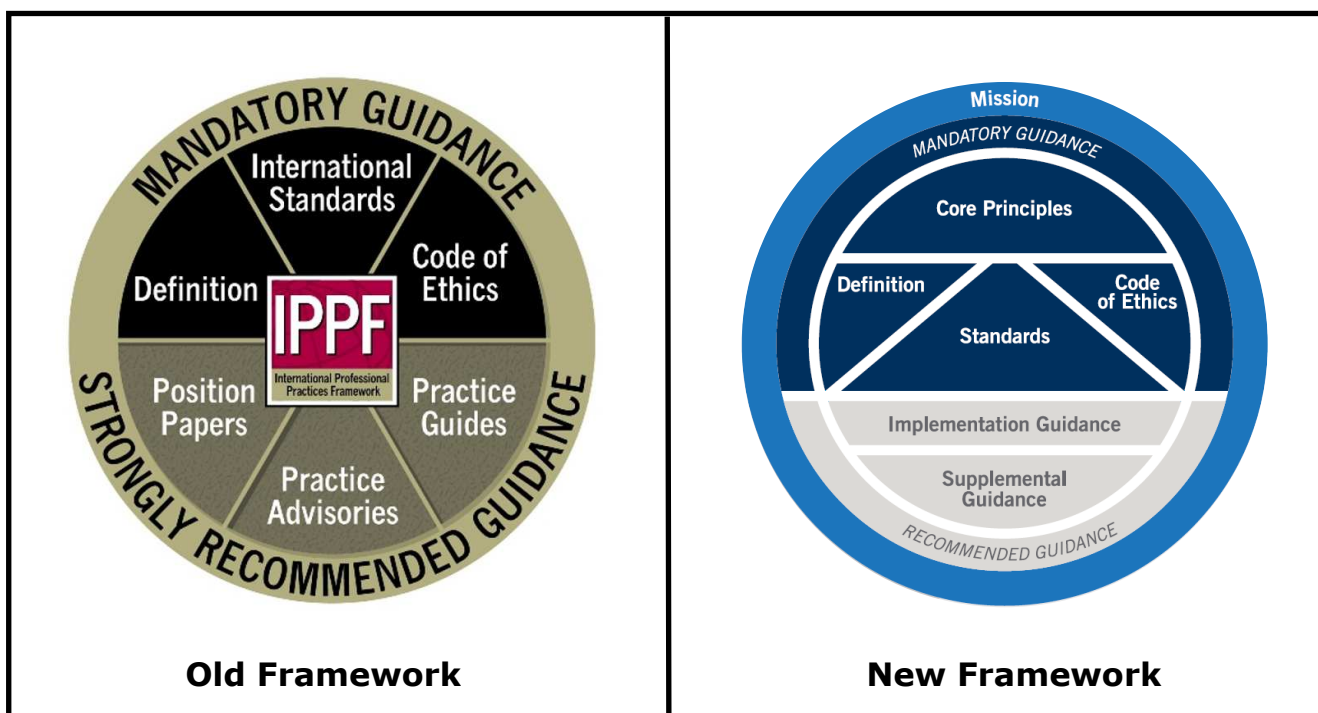 MANDATORY GUIDANCE
International
Standards
Definition
Code of
Ethics
IPPF
International Professional
Practices Framework
Position
Papers
Practice
Guides
Practice
Advisories
STRONGLY RECOMMENDED GUIDANCE
Old Framework
Mission
MANDATORY GUIDANCE
Core Principles
Definition
Code
of Ethics
Standards
Implementation Guidance
Supplemental
Guidance
RECOMMENDED GUIDANCE
New Framework